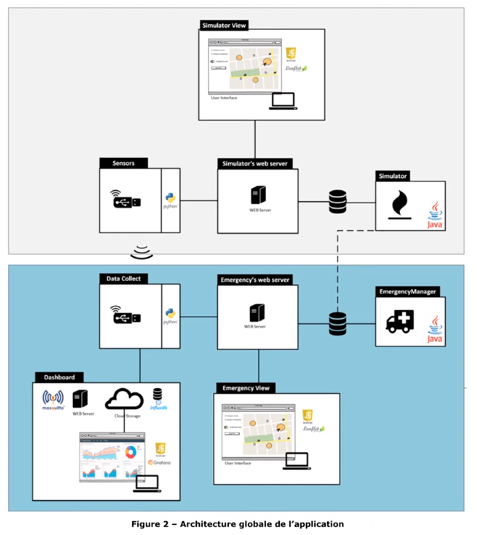 Simulator View
User Interface
Leaflet
Sensors
Simulator's web server
Simulator
python
WEB Server
Java
Data Collect
Emergency's web server
EmergencyManager
python
WEB Server
Java
Dashboard
Emergency View
mosquitto
WEB Server
Cloud Storage
influxdb
Grafana
Leaflet
User Interface
Figure 2 – Architecture globale de l'application